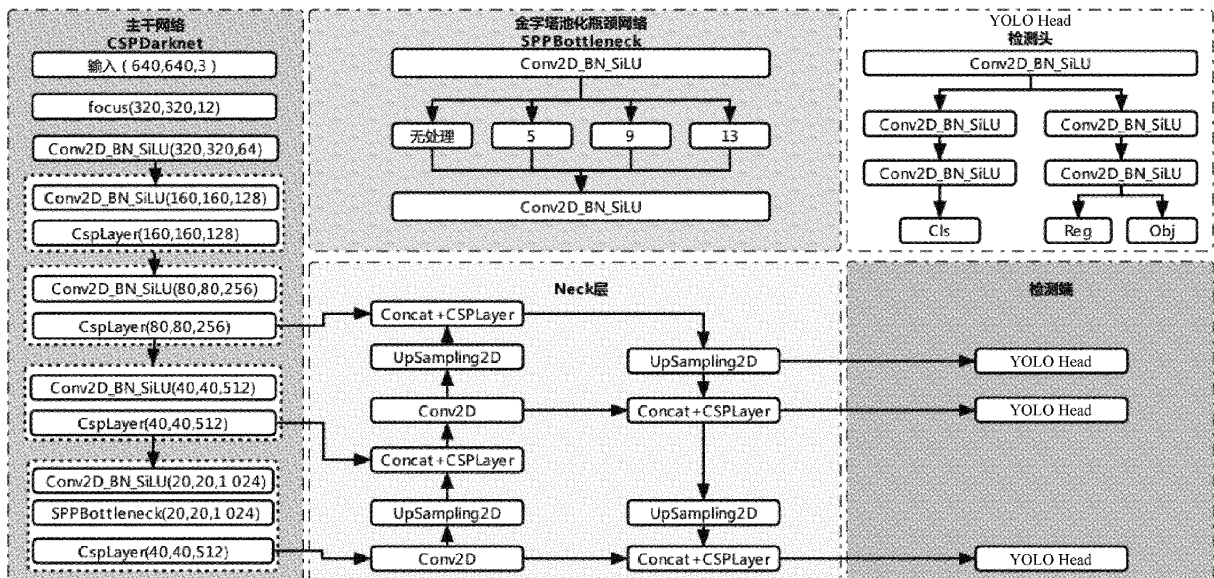 主干网络
CSPDarknet
输入 ( 640,640,3 )
focus(320,320,12)
Conv2D_BN_SiLU(320,320,64)
Conv2D_BN_SiLU(160,160,128)
CspLayer(160,160,128)
Conv2D_BN_SiLU(80,80,256)
CspLayer(80,80,256)
Conv2D_BN_SiLU(40,40,512)
CspLayer(40,40,512)
Conv2D_BN_SiLU(20,20,1 024)
SPPBottleneck(20,20,1 024)
CspLayer(40,40,512)
金字塔池化瓶颈网络
SPPBottleneck
Conv2D_BN_SiLU
无处理 5 9 13
Conv2D_BN_SiLU
YOLO Head
检测头
Conv2D_BN_SiLU
Conv2D_BN_SiLU Conv2D_BN_SiLU
Conv2D_BN_SiLU Conv2D_BN_SiLU
Cls Reg Obj
Neck层
Concat+CSPLayer
UpSampling2D UpSampling2D
Conv2D Concat+CSPLayer
Concat+CSPLayer
UpSampling2D UpSampling2D
Conv2D Concat+CSPLayer
检测端
YOLO Head
YOLO Head
YOLO Head